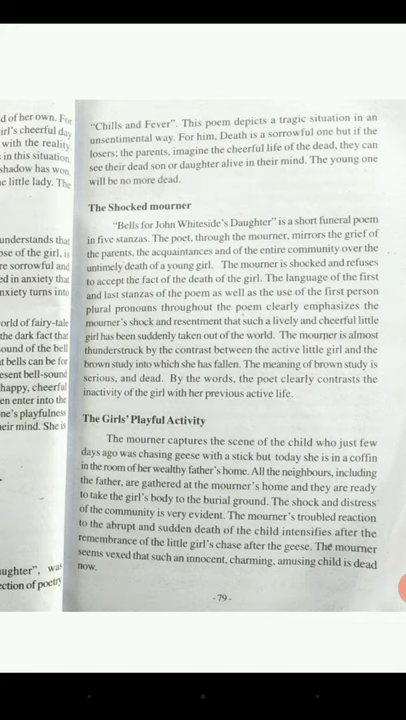 d of her own. For
irl's cheerful day
with the reality.
in this situation,
shadow has won,
e little lady. The
understands that
ose of the girl, is
re sorrowful and
ed in anxiety that
nxiety turns into
orld of fairy-tale
the dark fact that
ound of the bell
t bells can be for
esent bell-sound
happy, cheerful
en enter into the
ne's playfulness
eir mind. She is
aughter", was
ection of poetry
"Chills and Fever". This poem depicts a tragic situation in an
unsentimental way. For him, Death is a sorrowful one but if the
losers; the parents, imagine the cheerful life of the dead, they can
see their dead son or daughter alive in their mind. The young one
will be no more dead.
The Shocked mourner
"Bells for John Whiteside's Daughter" is a short funeral poem
in five stanzas. The poet, through the mourner, mirrors the grief of
the parents, the acquaintances and of the entire community over the
untimely death of a young girl. The mourner is shocked and refuses
to accept the fact of the death of the girl. The language of the first
and last stanzas of the poem as well as the use of the first person
plural pronouns throughout the poem clearly emphasizes the
mourner's shock and resentment that such a lively and cheerful little
girl has been suddenly taken out of the world. The mourner is almost
thunderstruck by the contrast between the active little girl and the
brown study into which she has fallen. The meaning of brown study is
serious, and dead. By the words, the poet clearly contrasts the
inactivity of the girl with her previous active life.
The Girls' Playful Activity
The mourner captures the scene of the child who just few
days ago was chasing geese with a stick but today she is in a coffin
in the room of her wealthy father's home. All the neighbours, including
the father, are gathered at the mourner's home and they are ready
to take the girl's body to the burial ground. The shock and distress
of the community is very evident. The mourner's troubled reaction
to the abrupt and sudden death of the child intensifies after the
remembrance of the little girl's chase after the geese. The mourner
seems vexed that such an innocent, charming, amusing child is dead
now.
- 79 -